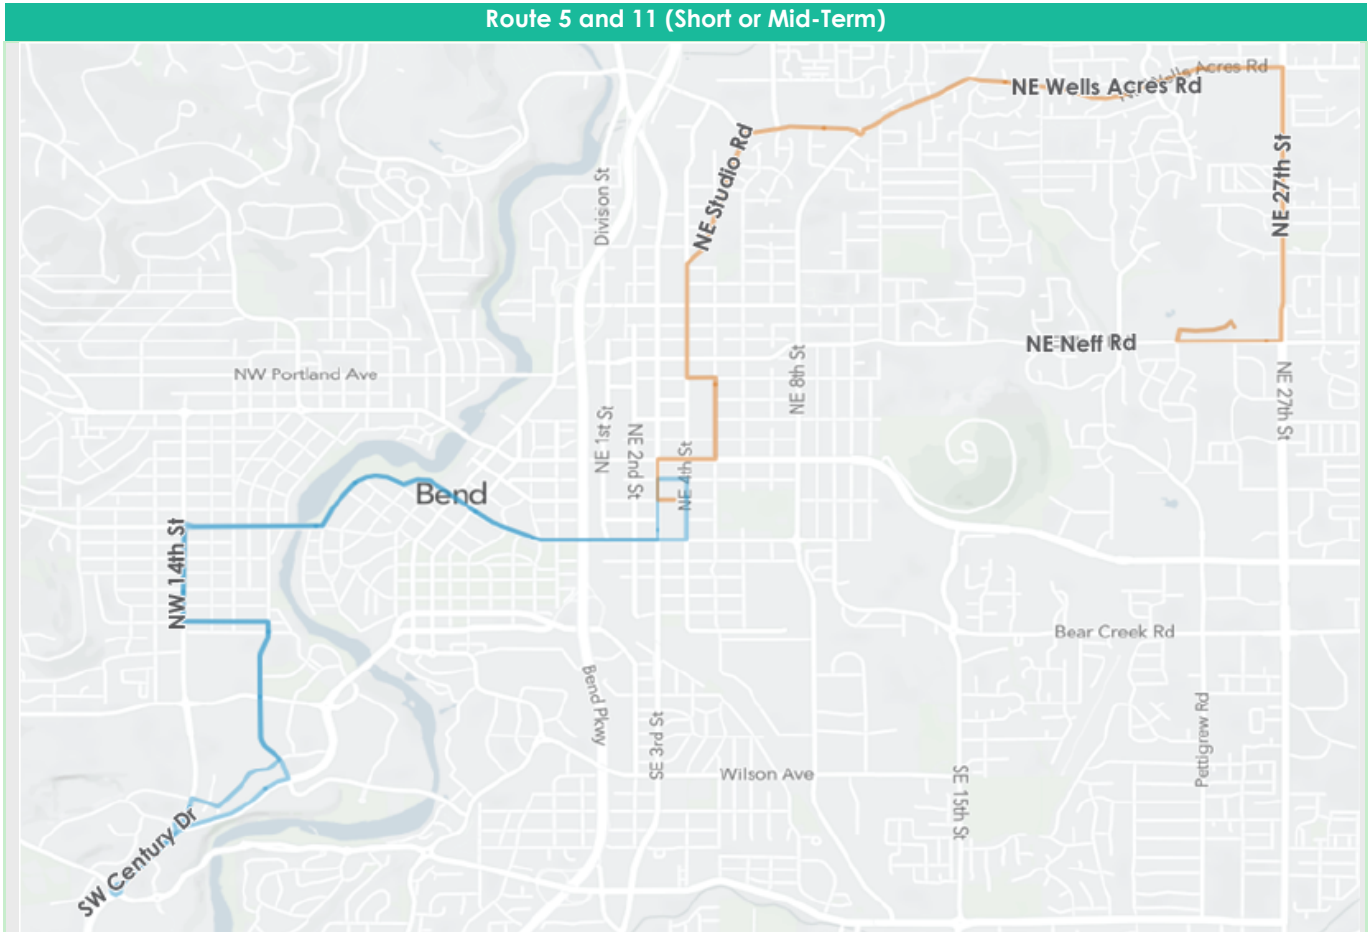 Route 5 and 11 (Short or Mid-Term)
Wells Acres Rd
NE Wells Acres Rd
NE Studio Rd
NE 27th St
Division St
NE Neff Rd
NW Portland Ave
NE 8th St
NE 27th St
NE 1st St
NE 2nd St
NE 4th St
Bend
NW 14th St
Bear Creek Rd
Bend Pkwy
SE 3rd St
Pettigrew Rd
Wilson Ave
SE 15th St
SW Century Dr